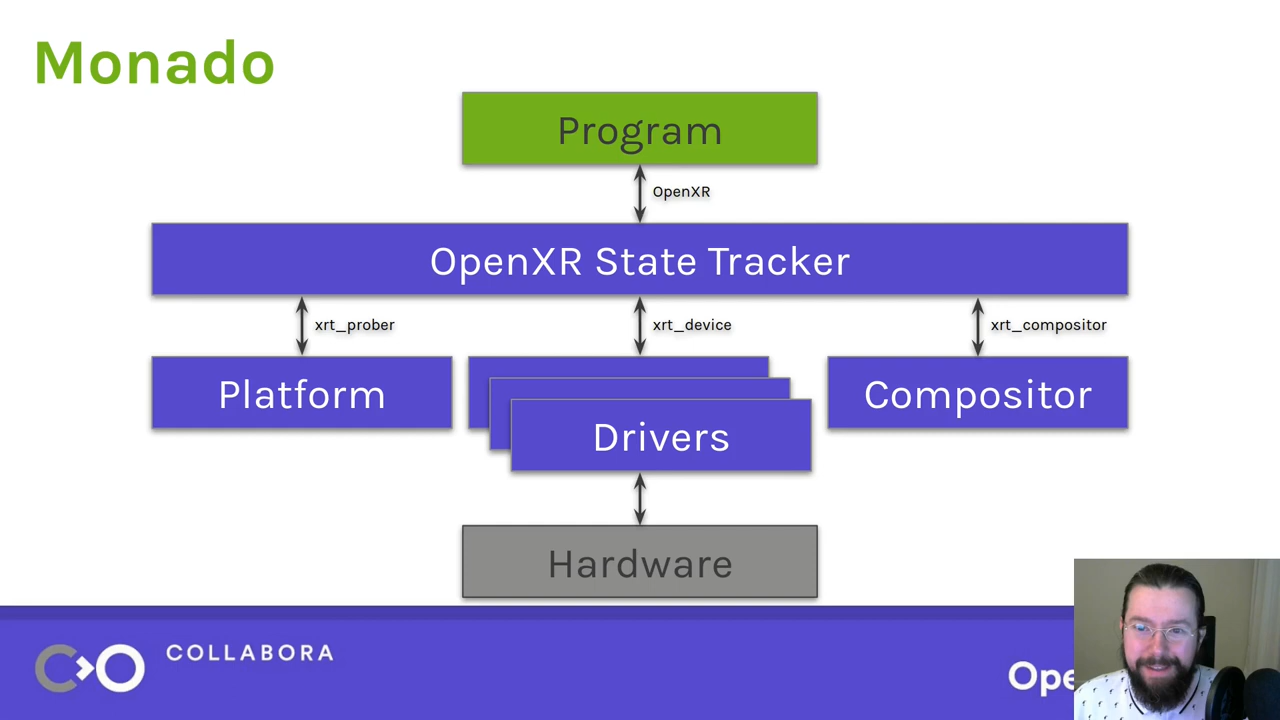 Monado
Program
OpenXR
OpenXR State Tracker
xrt_prober
xrt_device
xrt_compositor
Platform
Drivers
Compositor
Hardware
COLLABORA
Ope